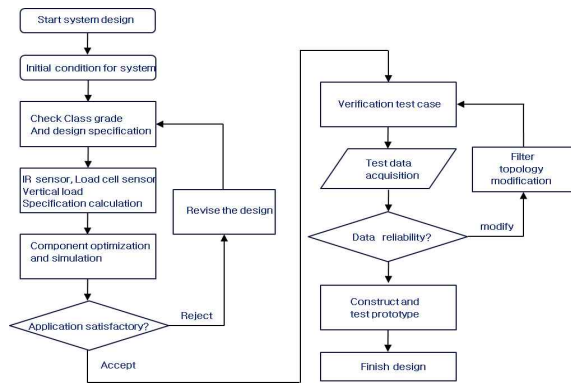 Start system design
Initial condition for system
Check Class grade
And design specification
IR sensor, Load cell sensor
Vertical load
Specification calculation
Revise the design
Component optimization
and simulation
Application satisfactory?
Reject
Accept
Verification test case
Test data
acquisition
Filter
topology
modification
Data reliability?
modify
Construct and
test prototype
Finish design